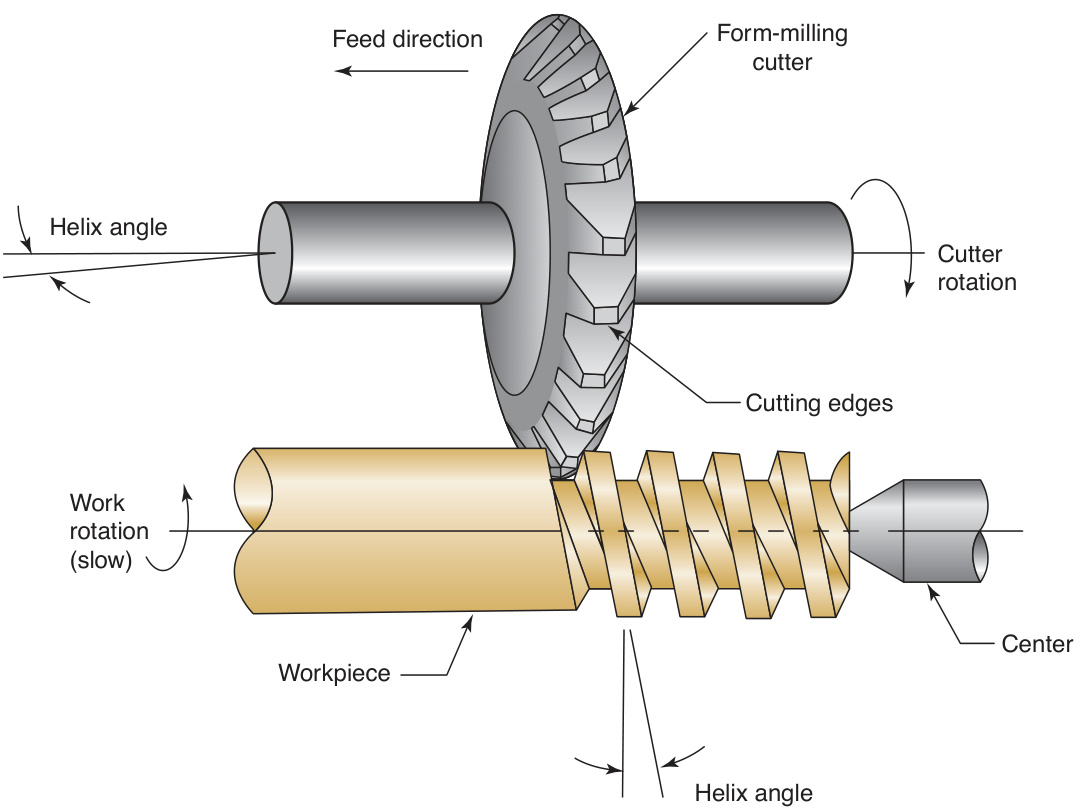 Feed direction
Form-milling
cutter
Helix angle
Cutter
rotation
Cutting edges
Work
rotation
(slow)
Workpiece
Center
Helix angle